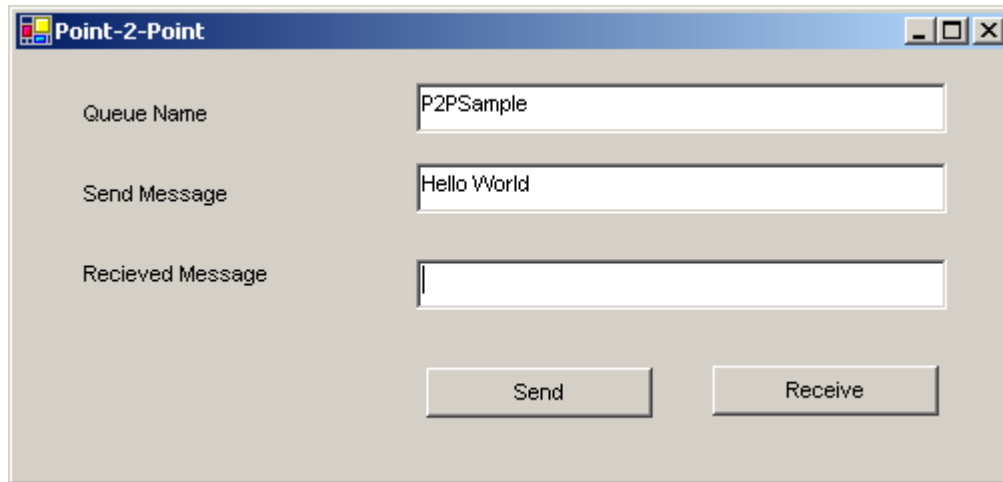 Point-2-Point
Queue Name
P2PSample
Send Message
Hello World
Recieved Message
Send
Receive